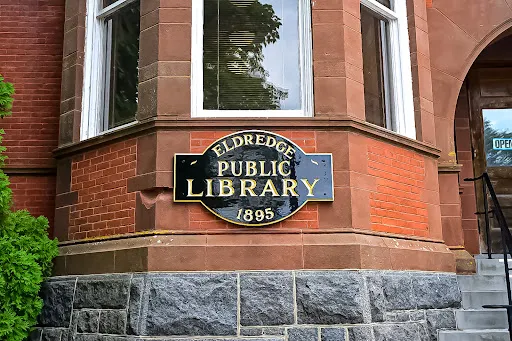 ELDREDGE
PUBLIC
LIBRARY
1895
OPEN